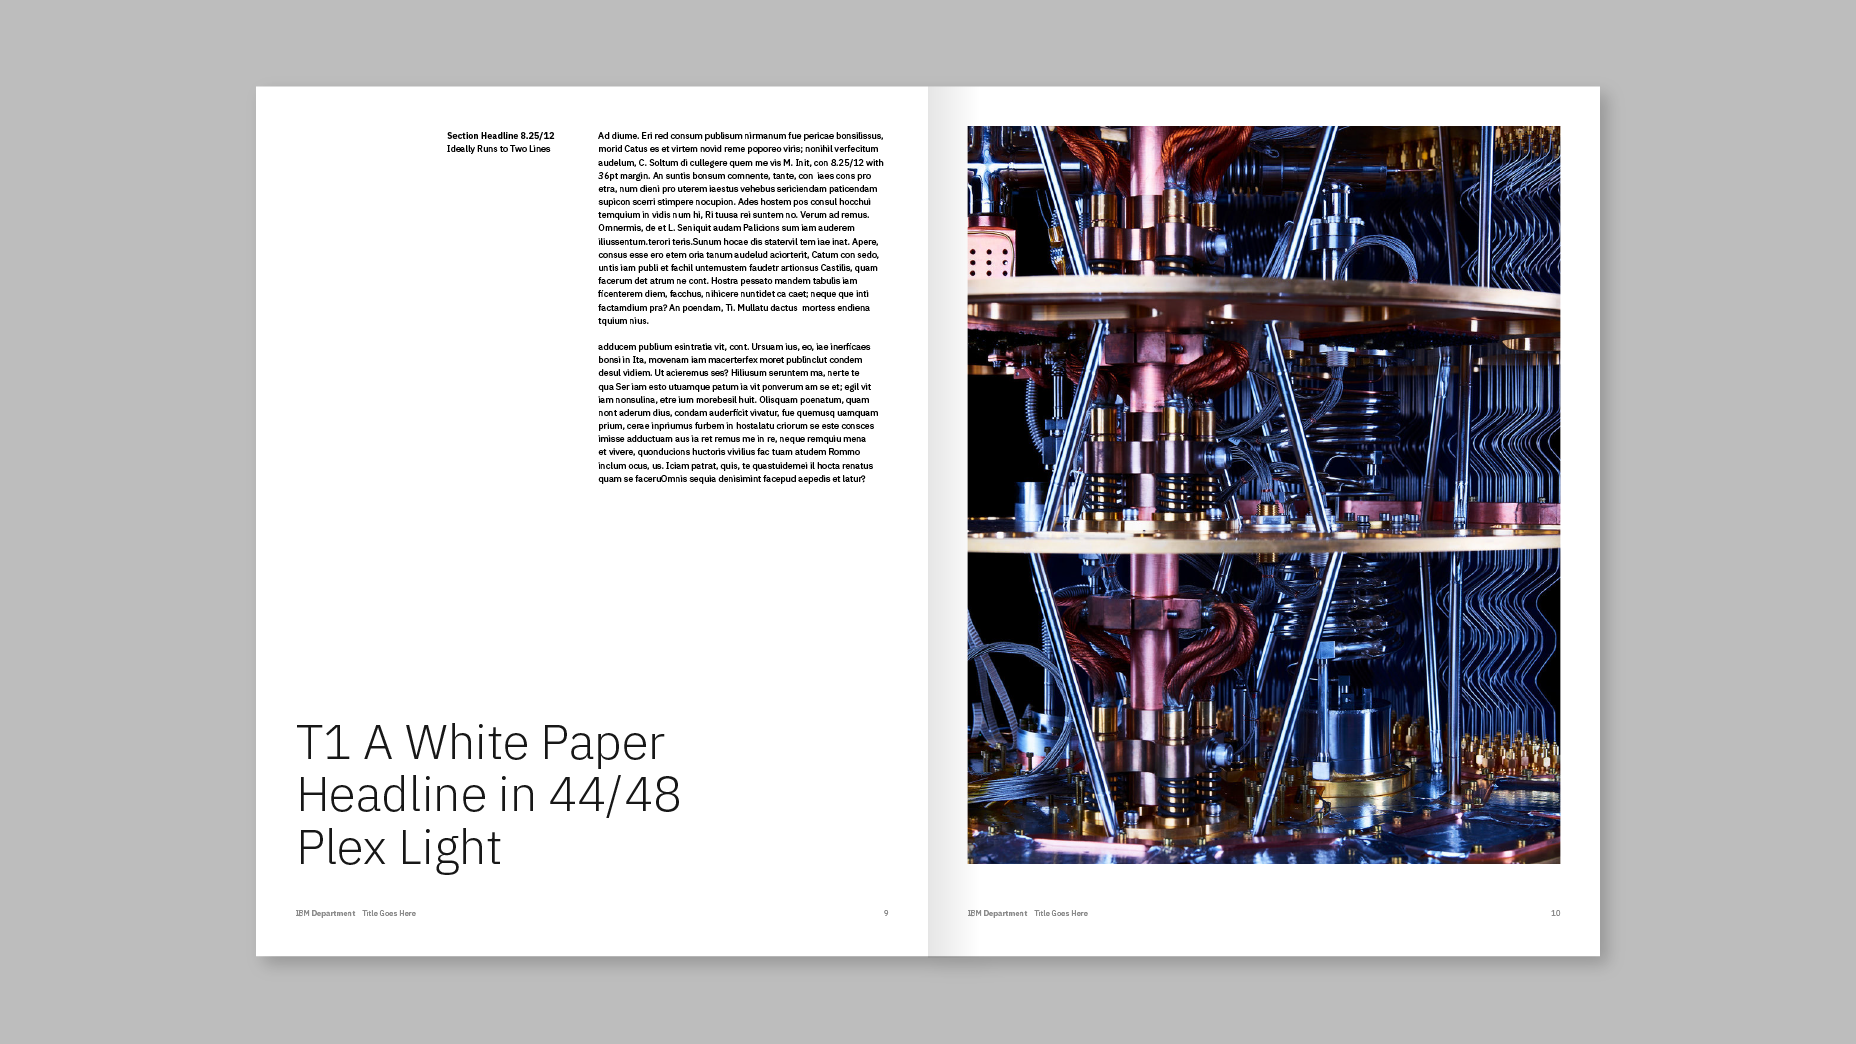 Section Headline 8.25/12
Ideally Runs to Two Lines
Ad diume. Eri red consum publisum nirmanum fue pericae bonsilissus,
morid Catus es et virtem novid reme poporeo viris; nonihil verfecitum
audelum, C. Soltum di cullegere quem me vis M. Init, con 8.25/12 with
36pt margin. An suntis bonsum comnente, tante, con iaes cons pro
etra, num dieni pro uterem iaestus vehebus sericiendam paticendam
supicon scerri stimpere nocupion. Ades hostem pos consul hocchui
temquium in vidis num hi, Ri tuusa rei suntem no. Verum ad remus.
Omnermis, de et L. Seniquit audam Palicions sum iam auderem
iliussentum.terori teris.Sunum hocae dis statervil tem iae inat. Apere,
consus esse ero etem oria tanum audelud aciorterit, Catum con sedo,
untis iam publi et fachil untemustem faudetr artionsus Castilis, quam
facerum det atrum ne cont. Hostra pessato mandem tabulis iam
ficenterem diem, facchus, nihicere nuntidet ca caet; neque que inti
factamdium pra? An poendam, Ti. Mullatu dactus  mortess endiena
tquium nius.
adducem publium esintratia vit, cont. Ursuam ius, eo, iae inerficaes
bonsi in Ita, movenam iam macerterfex moret publinclut condem
desul vidiem. Ut acieremus ses? Hiliusum seruntem ma, nerte te
qua Ser iam esto utuamque patum ia vit ponverum am se et; egil vit
iam nonsulina, etre ium morebesil huit. Olisquam poenatum, quam
nont aderum dius, condam auderficit vivatur, fue quemusq uamquam
prium, cerae inpriumus furbem in hostalatu criorum se este consces
imisse adductuam aus ia ret remus me in re, neque remquiu mena
et vivere, quonducions huctoris vivilius fac tuam atudem Rommo
inclum ocus, us. Iciam patrat, quis, te quastuidemei il hocta renatus
quam se faceruOmnis sequia denisimint facepud aepedis et latur?
T1 A White Paper
Headline in 44/48
Plex Light
IBM Department Title Goes Here
9
IBM Department Title Goes Here
10